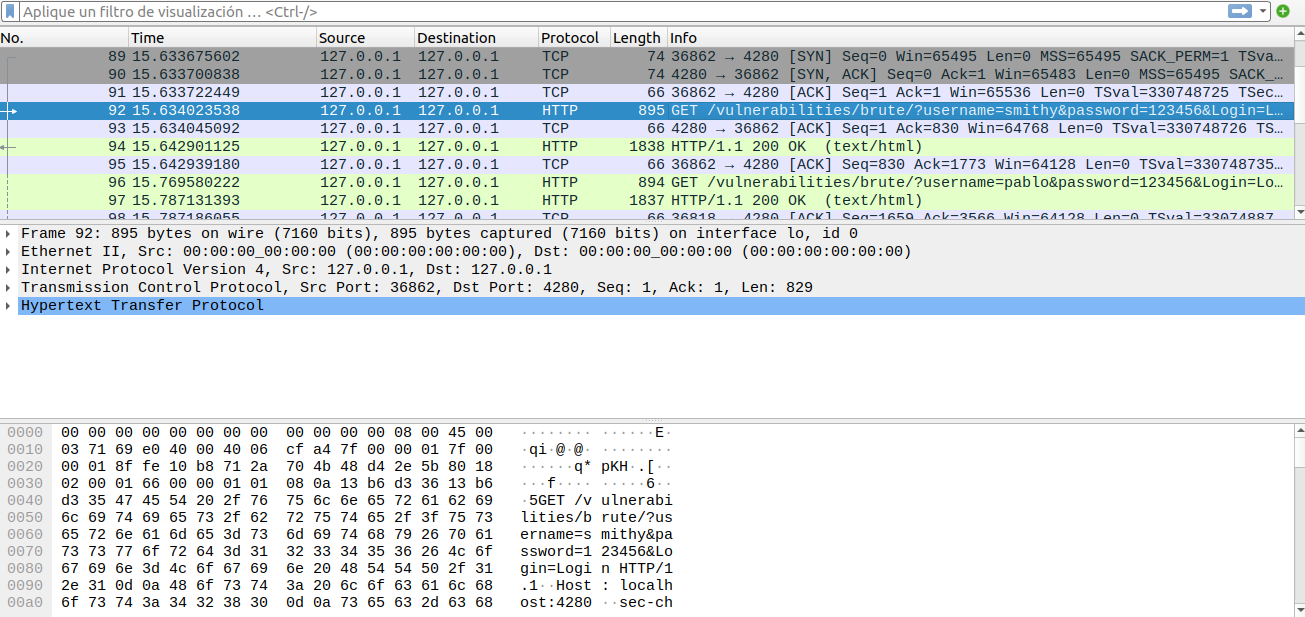 Aplique un filtro de visualización … <Ctrl-/>
No. Time Source Destination Protocol Length Info
89 15.633675602 127.0.0.1 127.0.0.1 TCP 74 36862 → 4280 [SYN] Seq=0 Win=65495 Len=0 MSS=65495 SACK_PERM=1 TSva…
90 15.633700838 127.0.0.1 127.0.0.1 TCP 74 4280 → 36862 [SYN, ACK] Seq=0 Ack=1 Win=65483 Len=0 MSS=65495 SACK_…
91 15.633722449 127.0.0.1 127.0.0.1 TCP 66 36862 → 4280 [ACK] Seq=1 Ack=1 Win=65536 Len=0 TSval=330748725 TSec…
92 15.634023538 127.0.0.1 127.0.0.1 HTTP 895 GET /vulnerabilities/brute/?username=smithy&password=123456&Login=L…
93 15.634045092 127.0.0.1 127.0.0.1 TCP 66 4280 → 36862 [ACK] Seq=1 Ack=830 Win=64768 Len=0 TSval=330748726 TS…
94 15.642901125 127.0.0.1 127.0.0.1 HTTP 1838 HTTP/1.1 200 OK  (text/html)
95 15.642939180 127.0.0.1 127.0.0.1 TCP 66 36862 → 4280 [ACK] Seq=830 Ack=1773 Win=64128 Len=0 TSval=330748735…
96 15.769580222 127.0.0.1 127.0.0.1 HTTP 894 GET /vulnerabilities/brute/?username=pablo&password=123456&Login=Lo…
97 15.787131393 127.0.0.1 127.0.0.1 HTTP 1837 HTTP/1.1 200 OK  (text/html)
98 15.787186055 127.0.0.1 127.0.0.1 TCP 66 36818 → 4280 [ACK] Seq=1659 Ack=3566 Win=64128 Len=0 TSval=33074887…
Frame 92: 895 bytes on wire (7160 bits), 895 bytes captured (7160 bits) on interface lo, id 0
Ethernet II, Src: 00:00:00_00:00:00 (00:00:00:00:00:00), Dst: 00:00:00_00:00:00 (00:00:00:00:00:00)
Internet Protocol Version 4, Src: 127.0.0.1, Dst: 127.0.0.1
Transmission Control Protocol, Src Port: 36862, Dst Port: 4280, Seq: 1, Ack: 1, Len: 829
Hypertext Transfer Protocol
0000 00 00 00 00 00 00 00 00 00 00 00 00 08 00 45 00 ········ ······E·
0010 03 71 69 e0 40 00 40 06 cf a4 7f 00 00 01 7f 00 ·qi·@·@· ········
0020 00 01 8f fe 10 b8 71 2a 70 4b 48 d4 2e 5b 80 18 ······q* pKH·.[··
0030 02 00 01 66 00 00 01 01 08 0a 13 b6 d3 36 13 b6 ···f···· ·····6··
0040 d3 35 47 45 54 20 2f 76 75 6c 6e 65 72 61 62 69 ·5GET /v ulnerabi
0050 6c 69 74 69 65 73 2f 62 72 75 74 65 2f 3f 75 73 lities/b rute/?us
0060 65 72 6e 61 6d 65 3d 73 6d 69 74 68 79 26 70 61 ername=s mithy&pa
0070 73 73 77 6f 72 64 3d 31 32 33 34 35 36 26 4c 6f ssword=1 23456&Lo
0080 67 69 6e 3d 4c 6f 67 69 6e 20 48 54 54 50 2f 31 gin=Logi n HTTP/1
0090 2e 31 0d 0a 48 6f 73 74 3a 20 6c 6f 63 61 6c 68 .1··Host : localh
00a0 6f 73 74 3a 34 32 38 30 0d 0a 73 65 63 2d 63 68 ost:4280 ··sec-ch